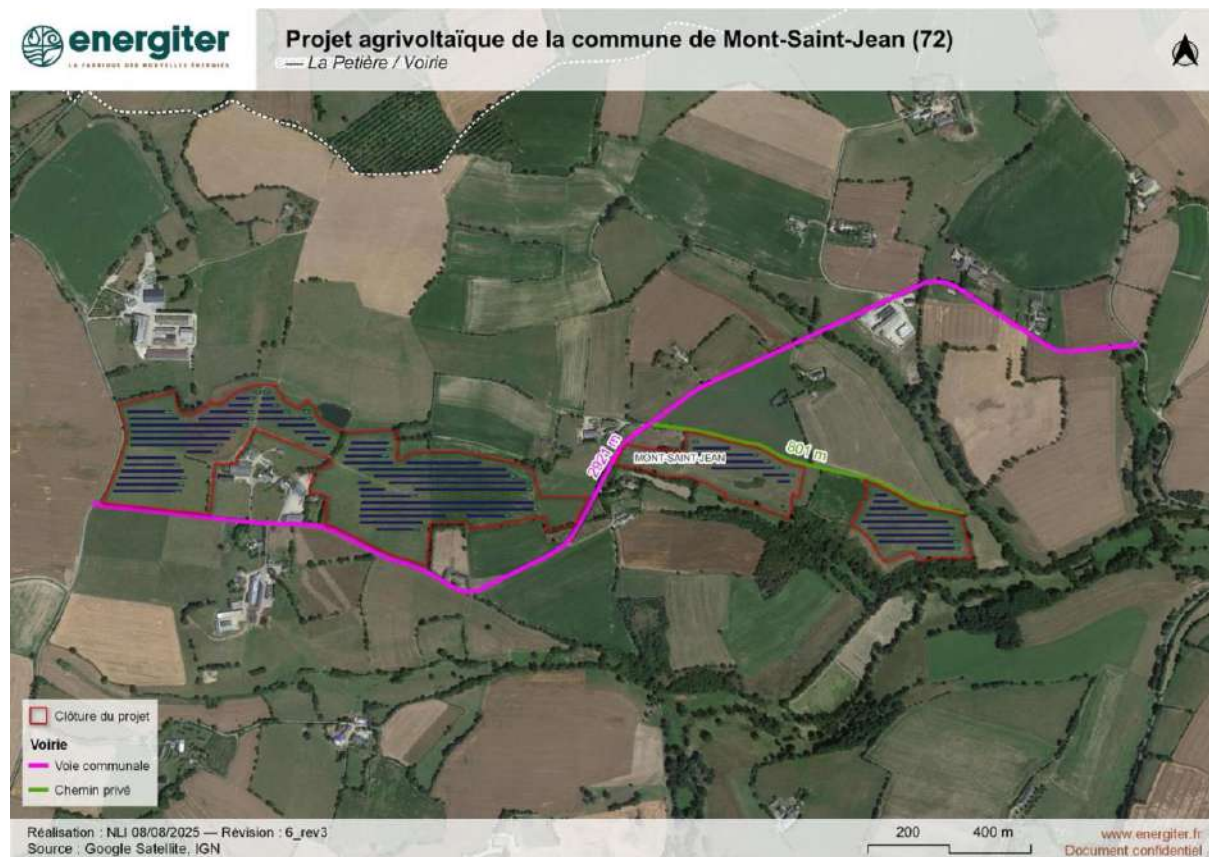 energiter
LA FABRIQUE DES NOUVELLES ÉNERGIES
Projet agrivoltaïque de la commune de Mont-Saint-Jean (72)
— La Petière / Voirie
2921 m
MONT-SAINT-JEAN
801 m
Clôture du projet
Voirie
Voie communale
Chemin privé
Réalisation : NLI 08/08/2025 — Révision : 6_rev3
Source : Google Satellite, IGN
200 400 m
www.energiter.fr
Document confidentiel